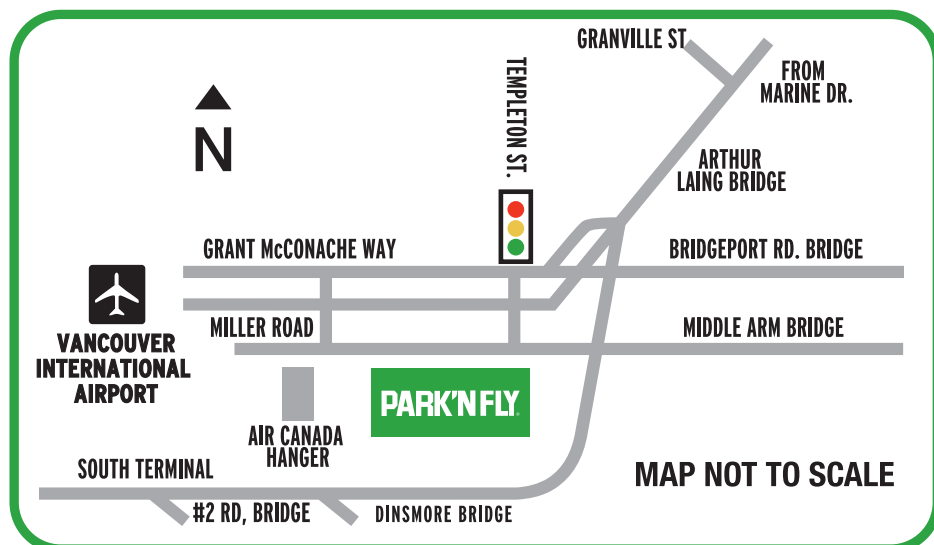 GRANVILLE ST
FROM
MARINE DR.
TEMPLETON ST.
N
ARTHUR
LAING BRIDGE
GRANT McCONACHE WAY
BRIDGEPORT RD. BRIDGE
MILLER ROAD
MIDDLE ARM BRIDGE
VANCOUVER
INTERNATIONAL
AIRPORT
PARK'N FLY
AIR CANADA
HANGER
SOUTH TERMINAL
MAP NOT TO SCALE
#2 RD, BRIDGE
DINSMORE BRIDGE